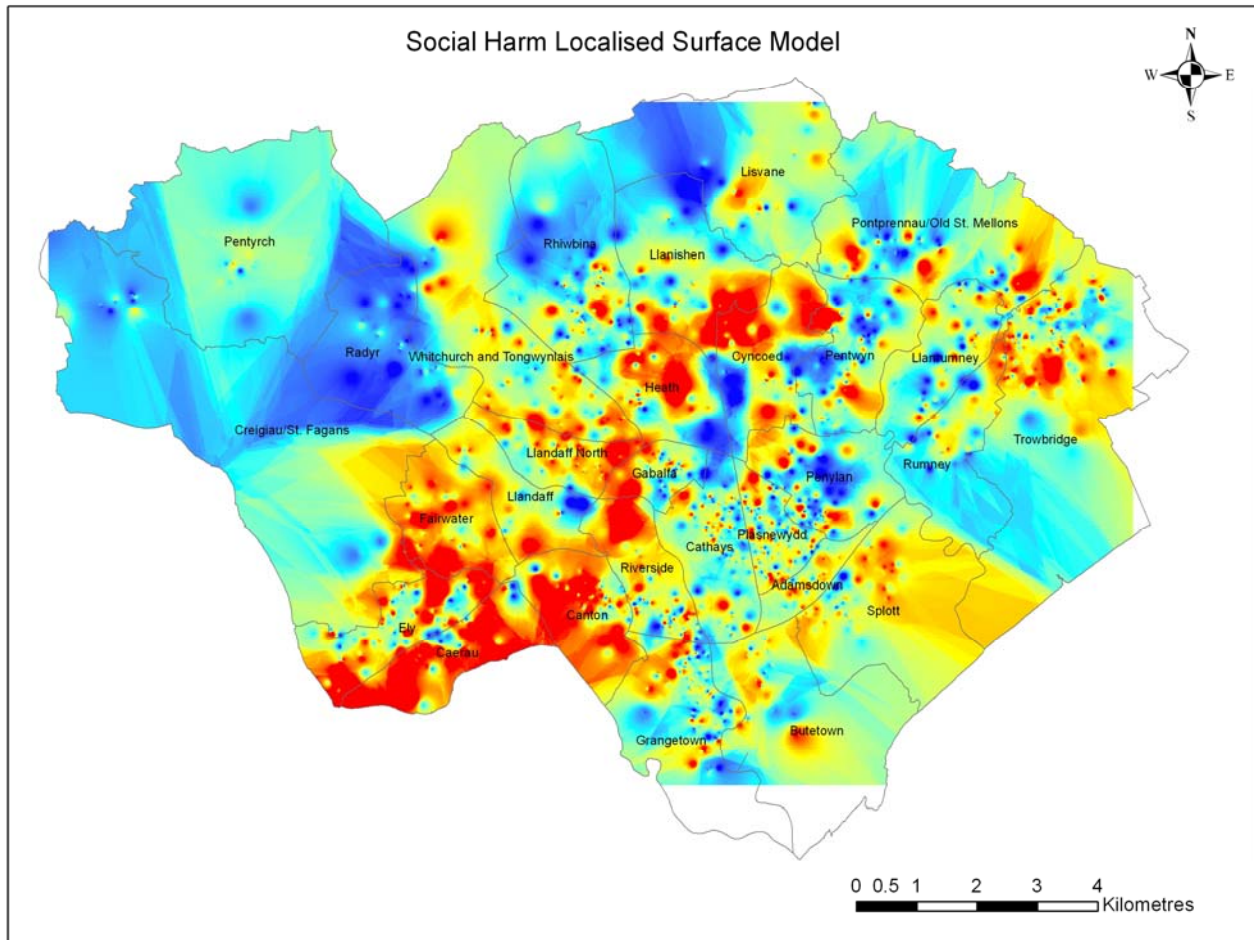 Social Harm Localised Surface Model
N
W E
S
Lisvane
Pontprennau/Old St. Mellons
Pentyrch
Rhiwbina
Llanishen
Radyr
Whitchurch and Tongwynlais
Cyncoed
Pentwyn
Llanrumney
Heath
Creigiau/St. Fagans
Trowbridge
Llandaff North
Gabalfa
Rumney
Penylan
Llandaff
Fairwater
Plasnewydd
Cathays
Riverside
Adamsdown
Splott
Canton
Ely
Caerau
Grangetown
Butetown
0 0.5 1 2 3 4
Kilometres